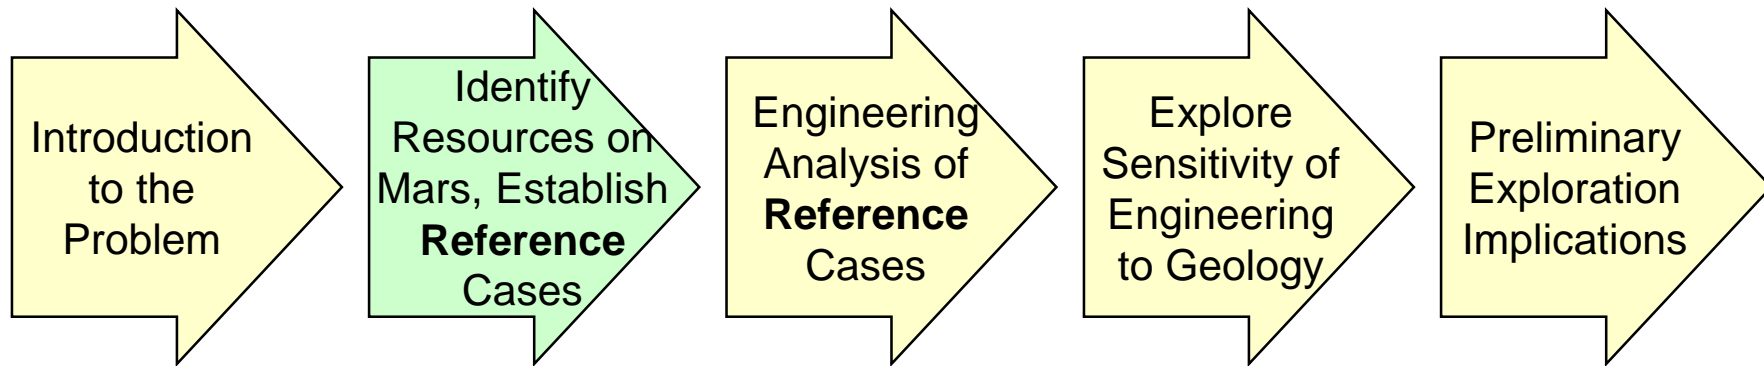 Introduction
to the
Problem
Identify
Resources on
Mars, Establish
Reference
Cases
Engineering
Analysis of
Reference
Cases
Explore
Sensitivity of
Engineering
to Geology
Preliminary
Exploration
Implications